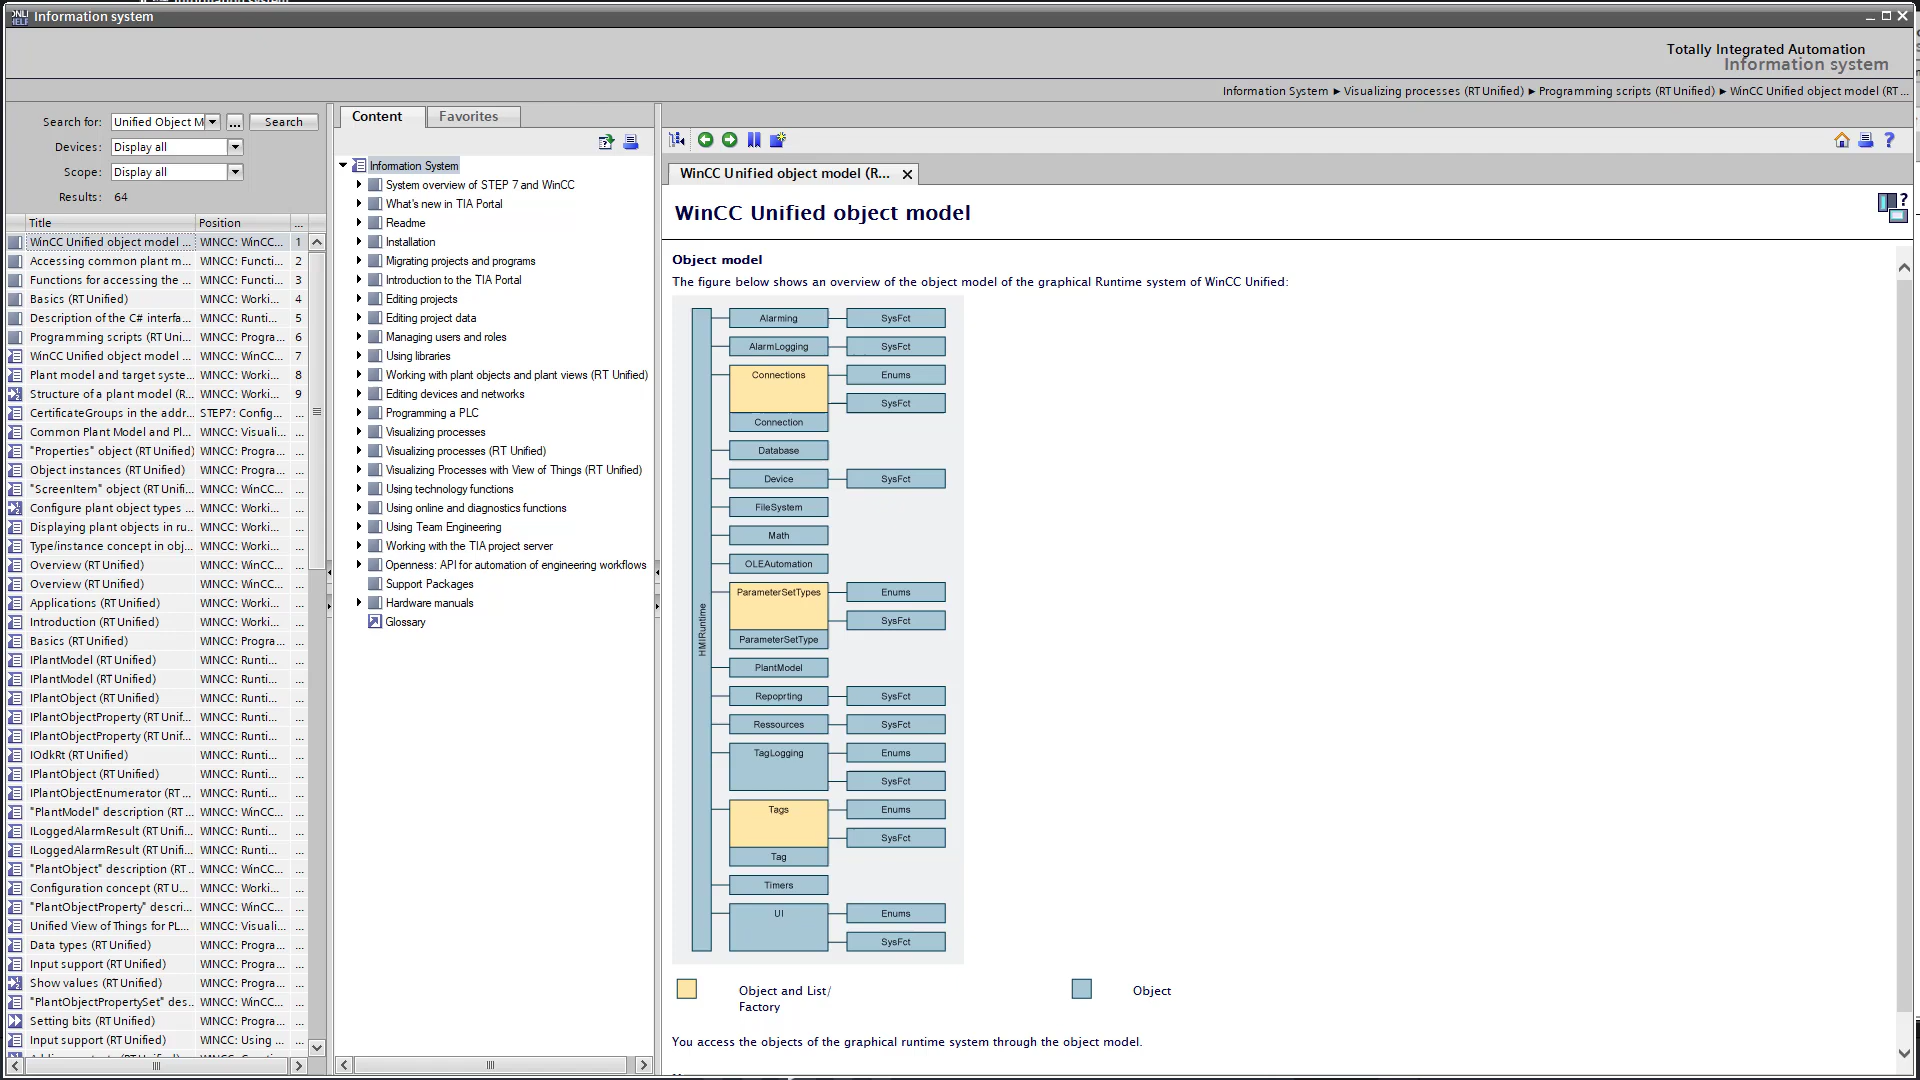 Information system
Totally Integrated Automation
Information system
Information System ▸ Visualizing processes (RT Unified) ▸ Programming scripts (RT Unified) ▸ WinCC Unified object model (RT ...
Search for: Unified Object M ... Search
Devices: Display all
Scope: Display all
Results: 64
Title Position ...
WinCC Unified object model ... WINCC: WinCC... 1
Accessing common plant m... WINCC: Functi... 2
Functions for accessing the ... WINCC: Functi... 3
Basics (RT Unified) WINCC: Worki... 4
Description of the C# interfa... WINCC: Runti... 5
Programming scripts (RT Uni... WINCC: Progra... 6
WinCC Unified object model ... WINCC: WinCC... 7
Plant model and target syste... WINCC: Worki... 8
Structure of a plant model (R... WINCC: Worki... 9
CertificateGroups in the addr... STEP7: Config... ...
Common Plant Model and Pl... WINCC: Visuali... ...
"Properties" object (RT Unified) WINCC: Progra... ...
Object instances (RT Unified) WINCC: Progra... ...
"ScreenItem" object (RT Unifi... WINCC: WinCC... ...
Configure plant object types ... WINCC: Worki... ...
Displaying plant objects in ru... WINCC: Worki... ...
Type/instance concept in obj... WINCC: Worki... ...
Overview (RT Unified) WINCC: WinCC... ...
Overview (RT Unified) WINCC: WinCC... ...
Applications (RT Unified) WINCC: Worki... ...
Introduction (RT Unified) WINCC: Worki... ...
Basics (RT Unified) WINCC: Progra... ...
IPlantModel (RT Unified) WINCC: Runti... ...
IPlantModel (RT Unified) WINCC: Runti... ...
IPlantObject (RT Unified) WINCC: Runti... ...
IPlantObjectProperty (RT Unif... WINCC: Runti... ...
IPlantObjectProperty (RT Unif... WINCC: Runti... ...
IOdkRt (RT Unified) WINCC: Runti... ...
IPlantObject (RT Unified) WINCC: Runti... ...
IPlantObjectEnumerator (RT ... WINCC: Runti... ...
"PlantModel" description (RT ... WINCC: WinCC... ...
ILoggedAlarmResult (RT Unifi... WINCC: Runti... ...
ILoggedAlarmResult (RT Unifi... WINCC: Runti... ...
"PlantObject" description (RT ... WINCC: WinCC... ...
Configuration concept (RT U... WINCC: Worki... ...
"PlantObjectProperty" descri... WINCC: WinCC... ...
Unified View of Things for PL... WINCC: Visuali... ...
Data types (RT Unified) WINCC: Progra... ...
Input support (RT Unified) WINCC: Progra... ...
Show values (RT Unified) WINCC: Progra... ...
"PlantObjectPropertySet" des... WINCC: WinCC... ...
Setting bits (RT Unified) WINCC: Progra... ...
Input support (RT Unified) WINCC: Using ... ...
Content Favorites
Information System
System overview of STEP 7 and WinCC
What's new in TIA Portal
Readme
Installation
Migrating projects and programs
Introduction to the TIA Portal
Editing projects
Editing project data
Managing users and roles
Using libraries
Working with plant objects and plant views (RT Unified)
Editing devices and networks
Programming a PLC
Visualizing processes
Visualizing processes (RT Unified)
Visualizing Processes with View of Things (RT Unified)
Using technology functions
Using online and diagnostics functions
Using Team Engineering
Working with the TIA project server
Openness: API for automation of engineering workflows
Support Packages
Hardware manuals
Glossary
WinCC Unified object model (R...
WinCC Unified object model
Object model
The figure below shows an overview of the object model of the graphical Runtime system of WinCC Unified:
HMIRuntime
Alarming SysFct
AlarmLogging SysFct
Connections Enums
SysFct
Connection
Database
Device SysFct
FileSystem
Math
OLEAutomation
ParameterSetTypes Enums
SysFct
ParameterSetType
PlantModel
Repoprting SysFct
Ressources SysFct
TagLogging Enums
SysFct
Tags Enums
SysFct
Tag
Timers
UI Enums
SysFct
Object and List/ Object
Factory
You access the objects of the graphical runtime system through the object model.